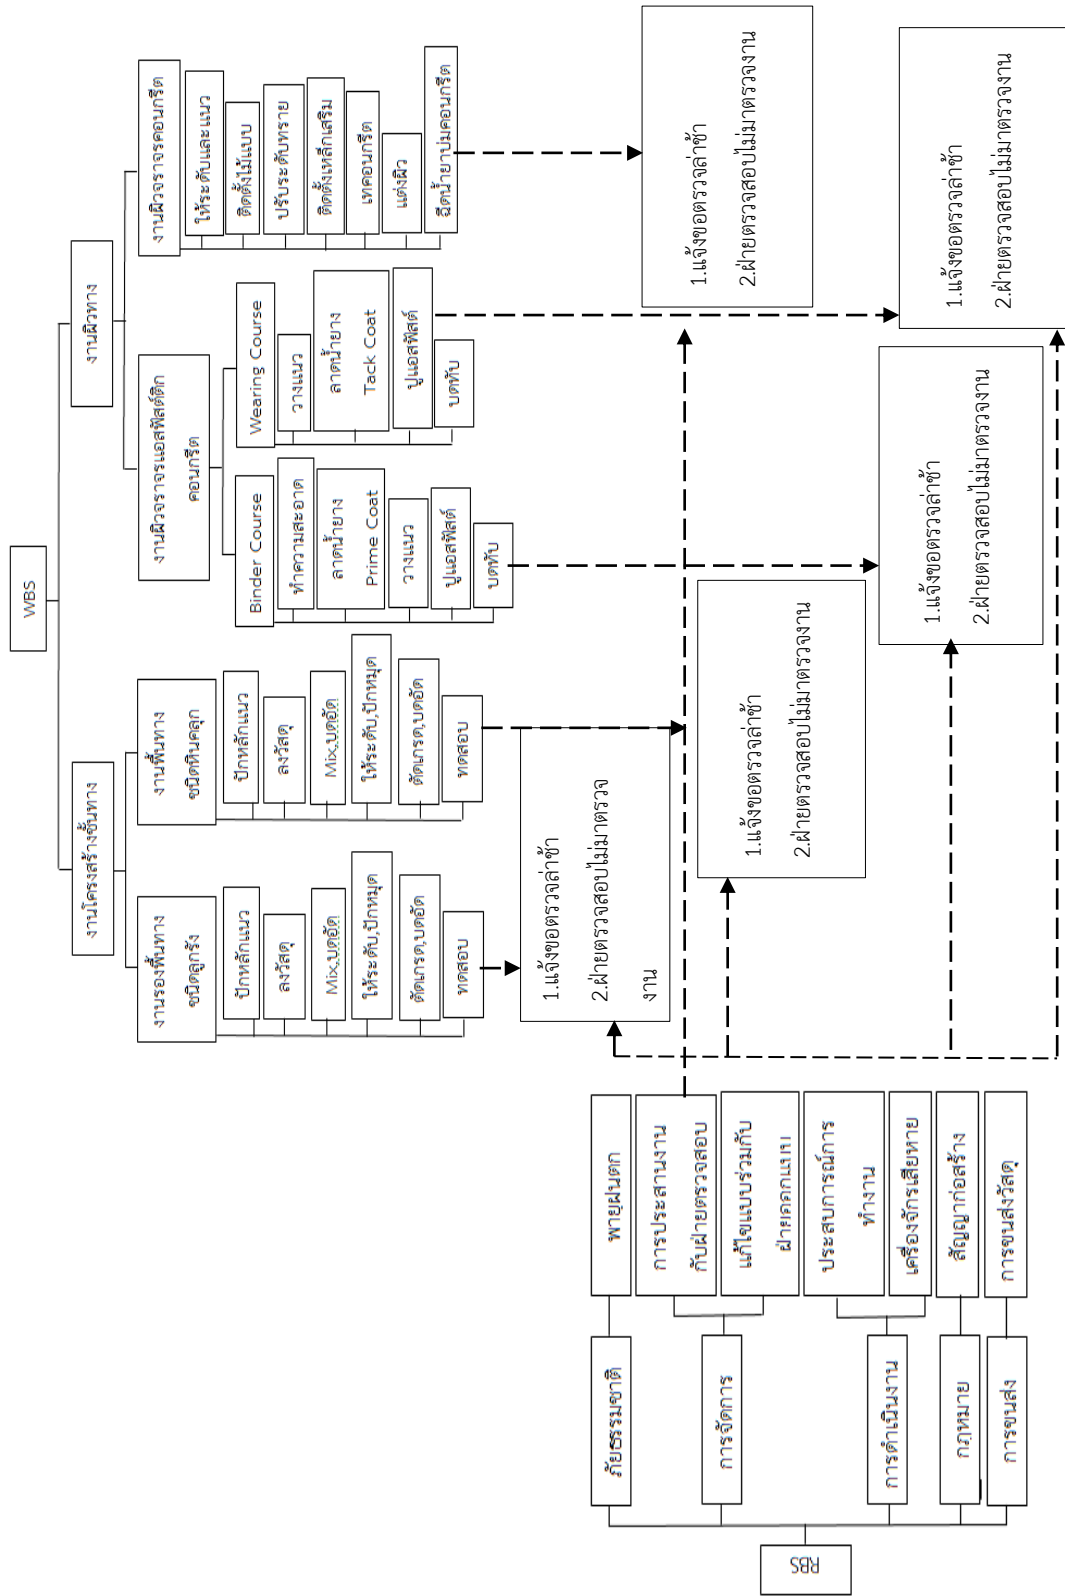 WBS
งานโครงสร้างชั้นทาง
งานผิวทาง
งานรองพื้นทาง
ชนิดลูกรัง
ปักหลักแนว
ลงวัสดุ
Mix,บดอัด
ให้ระดับ,ปักหมุด
ตัดเกรด,บดอัด
ทดสอบ
งานพื้นทาง
ชนิดหินคลุก
ปักหลักแนว
ลงวัสดุ
Mix,บดอัด
ให้ระดับ,ปักหมุด
ตัดเกรด,บดอัด
ทดสอบ
งานผิวจราจรแอสฟัสต์ติก
คอนกรีต
Binder Course
ทำความสะอาด
ลาดน้ำยาง
Prime Coat
วางแนว
ปูแอสฟัสต์
บดทับ
Wearing Course
วางแนว
ลาดน้ำยาง
Tack Coat
ปูแอสฟัสต์
บดทับ
งานผิวจราจรคอนกรีต
ให้ระดับและแนว
ติดตั้งไม้แบบ
ปรับระดับทราย
ติดตั้งเหล็กเสริม
เทคอนกรีต
แต่งผิว
ฉีดน้ำยาบ่มคอนกรีต
RBS
ภัยธรรมชาติ
พายุฝนตก
การจัดการ
การประสานงาน
กับฝ่ายตรวจสอบ
แก้ไขแบบร่วมกับ
ฝ่ายคคกแบบ
การดำเนินงาน
ประสบการณ์การ
ทำงาน
เครื่องจักรเสียหาย
กฎหมาย
สัญญาก่อสร้าง
การขนส่ง
การขนส่งวัสดุ
1.แจ้งขอตรวจล่าช้า
2.ฝ่ายตรวจสอบไม่มาตรวจ
งาน
1.แจ้งขอตรวจล่าช้า
2.ฝ่ายตรวจสอบไม่มาตรวจงาน
1.แจ้งขอตรวจล่าช้า
2.ฝ่ายตรวจสอบไม่มาตรวจงาน
1.แจ้งขอตรวจล่าช้า
2.ฝ่ายตรวจสอบไม่มาตรวจงาน
1.แจ้งขอตรวจล่าช้า
2.ฝ่ายตรวจสอบไม่มาตรวจงาน